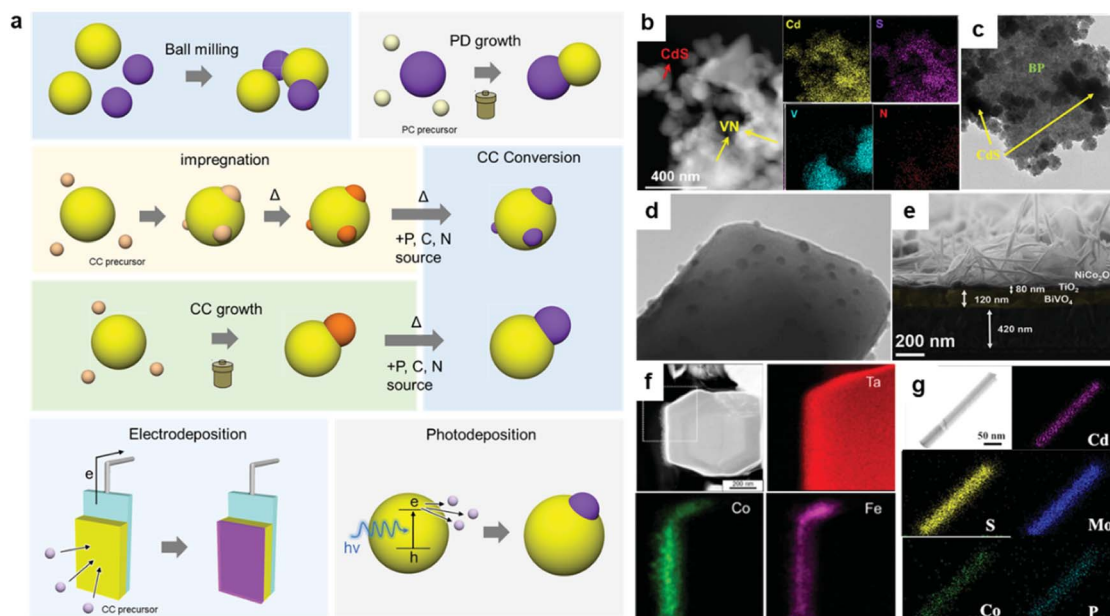 a
Ball milling
PD growth
PC precursor
impregnation
CC Conversion
Δ
Δ
CC precursor
+P, C, N
source
CC growth
Δ
CC precursor
+P, C, N
source
Electrodeposition
Photodeposition
e
e
hv
h
CC precursor
b
CdS
VN
400 nm
Cd
S
V
N
c
BP
CdS
d
e
NiCo₂O
TiO₂
80 nm
120 nm
BiVO₄
420 nm
200 nm
f
200 nm
Ta
Co
Fe
g
50 nm
Cd
S
Mo
Co
P